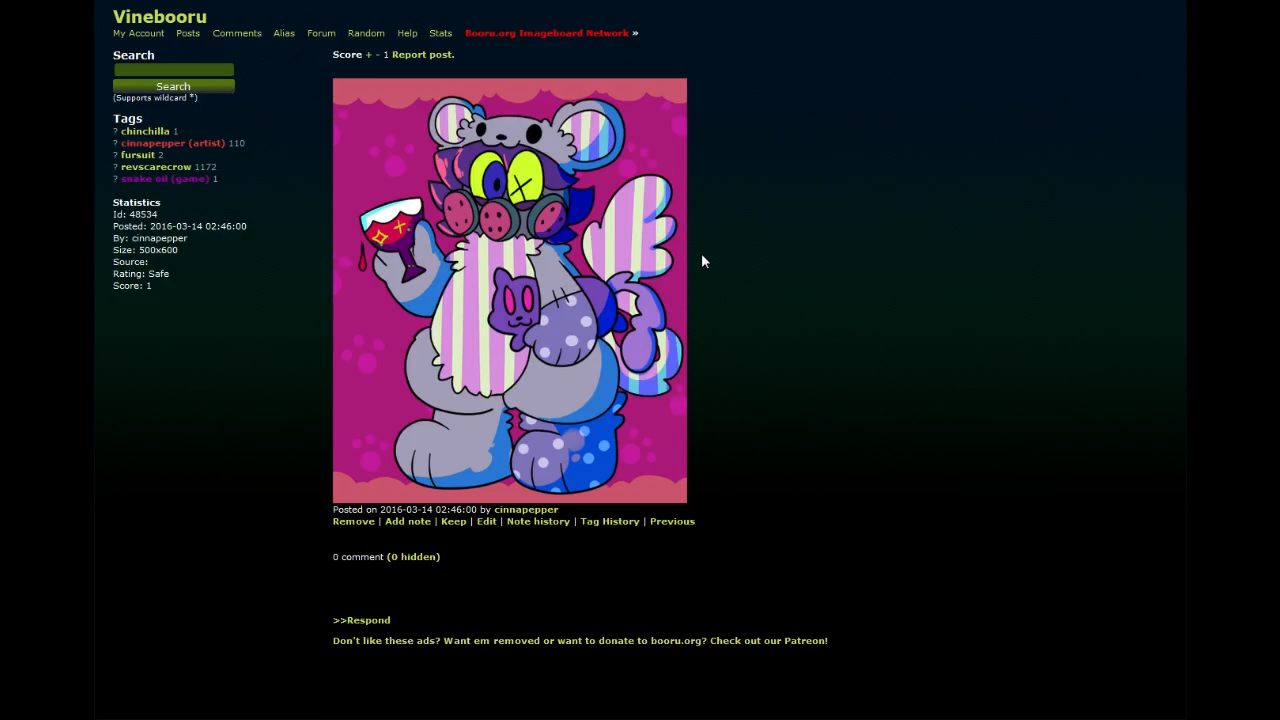 Vinebooru
My Account Posts Comments Alias Forum Random Help Stats Booru.org Imageboard Network »
Search
Search
(Supports wildcard *)
Tags
? chinchilla 1
? cinnapepper (artist) 110
? fursuit 2
? revscarecrow 1172
? snake oil (game) 1
Statistics
Id: 48534
Posted: 2016-03-14 02:46:00
By: cinnapepper
Size: 500x600
Source:
Rating: Safe
Score: 1
Score + - 1 Report post.
Posted on 2016-03-14 02:46:00 by cinnapepper
Remove | Add note | Keep | Edit | Note history | Tag History | Previous
0 comment (0 hidden)
>>Respond
Don't like these ads? Want em removed or want to donate to booru.org? Check out our Patreon!